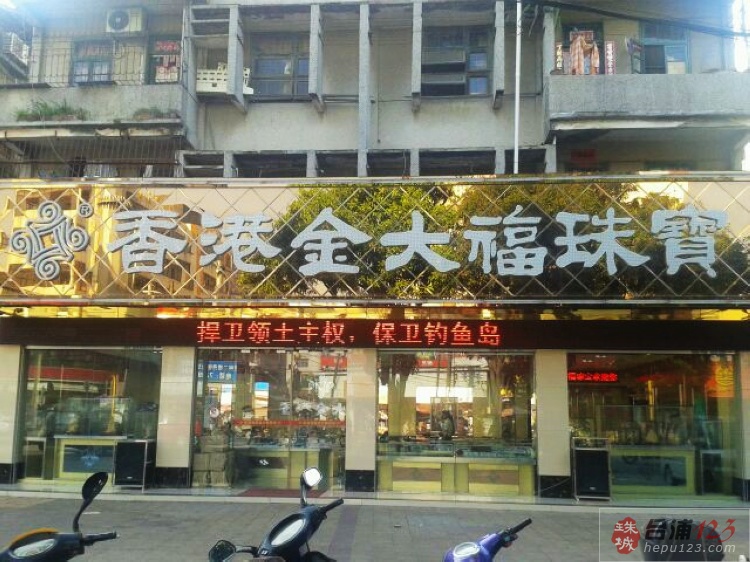 香港金大福珠寶
®
捍卫领土主权，保卫钓鱼岛
珠城
合浦123
hepu123.com